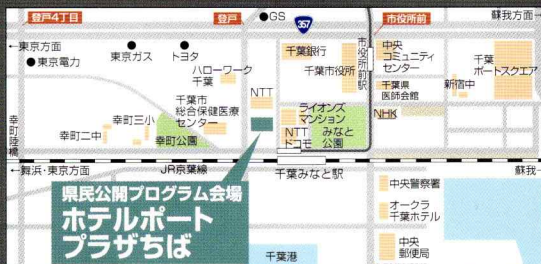 登戸4丁目
登戸
●GS
357
市役所前
蘇我方面→
←東京方面
●東京電力
東京ガス
トヨタ
ハローワーク
千葉
千葉銀行
千葉市役所
市役所前駅
中央
コミュニティ
センター
千葉県
医師会館
新宿中
千葉
ポートスクエア
幸町陸橋
幸町二中
幸町三小
幸町公園
千葉市
総合保健医療
センター
NTT
ライオンズ
マンション
NTT
ドコモ
みなと
公園
NHK
←舞浜・東京方面
JR京葉線
千葉みなと駅
蘇我
県民公開プログラム会場
ホテルポート
プラザちば
千葉港
中央警察署
オークラ
千葉ホテル
中央
郵便局